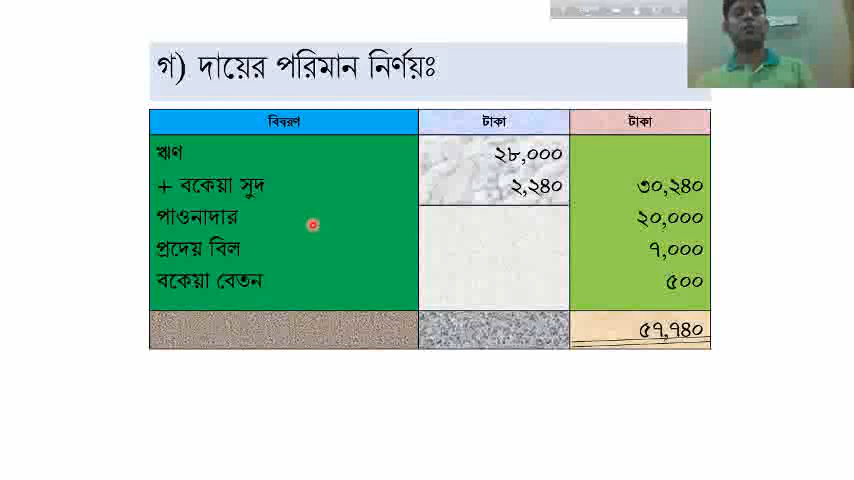 গ) দায়ের পরিমান নির্ণয়ঃ
বিবরণ টাকা টাকা
ঋণ ২৮,০০০
+ বকেয়া সুদ ২,২৪০ ৩০,২৪০
পাওনাদার ২০,০০০
প্রদেয় বিল ৭,০০০
বকেয়া বেতন ৫০০
৫৭,৭৪০